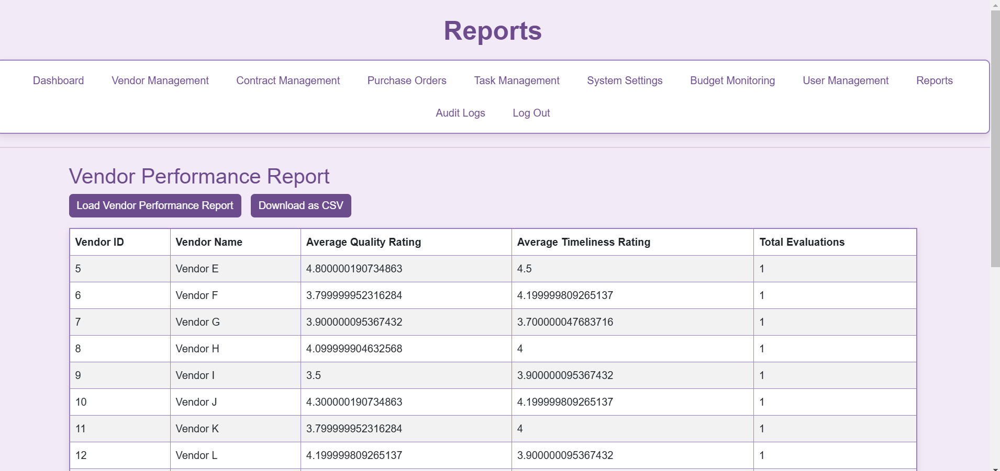 Reports
Dashboard Vendor Management Contract Management Purchase Orders Task Management System Settings Budget Monitoring User Management Reports
Audit Logs Log Out
Vendor Performance Report
Load Vendor Performance Report Download as CSV
Vendor ID Vendor Name Average Quality Rating Average Timeliness Rating Total Evaluations
5 Vendor E 4.800000190734863 4.5 1
6 Vendor F 3.799999952316284 4.199999809265137 1
7 Vendor G 3.900000095367432 3.700000047683716 1
8 Vendor H 4.099999904632568 4 1
9 Vendor I 3.5 3.900000095367432 1
10 Vendor J 4.300000190734863 4.199999809265137 1
11 Vendor K 3.799999952316284 4 1
12 Vendor L 4.199999809265137 3.900000095367432 1